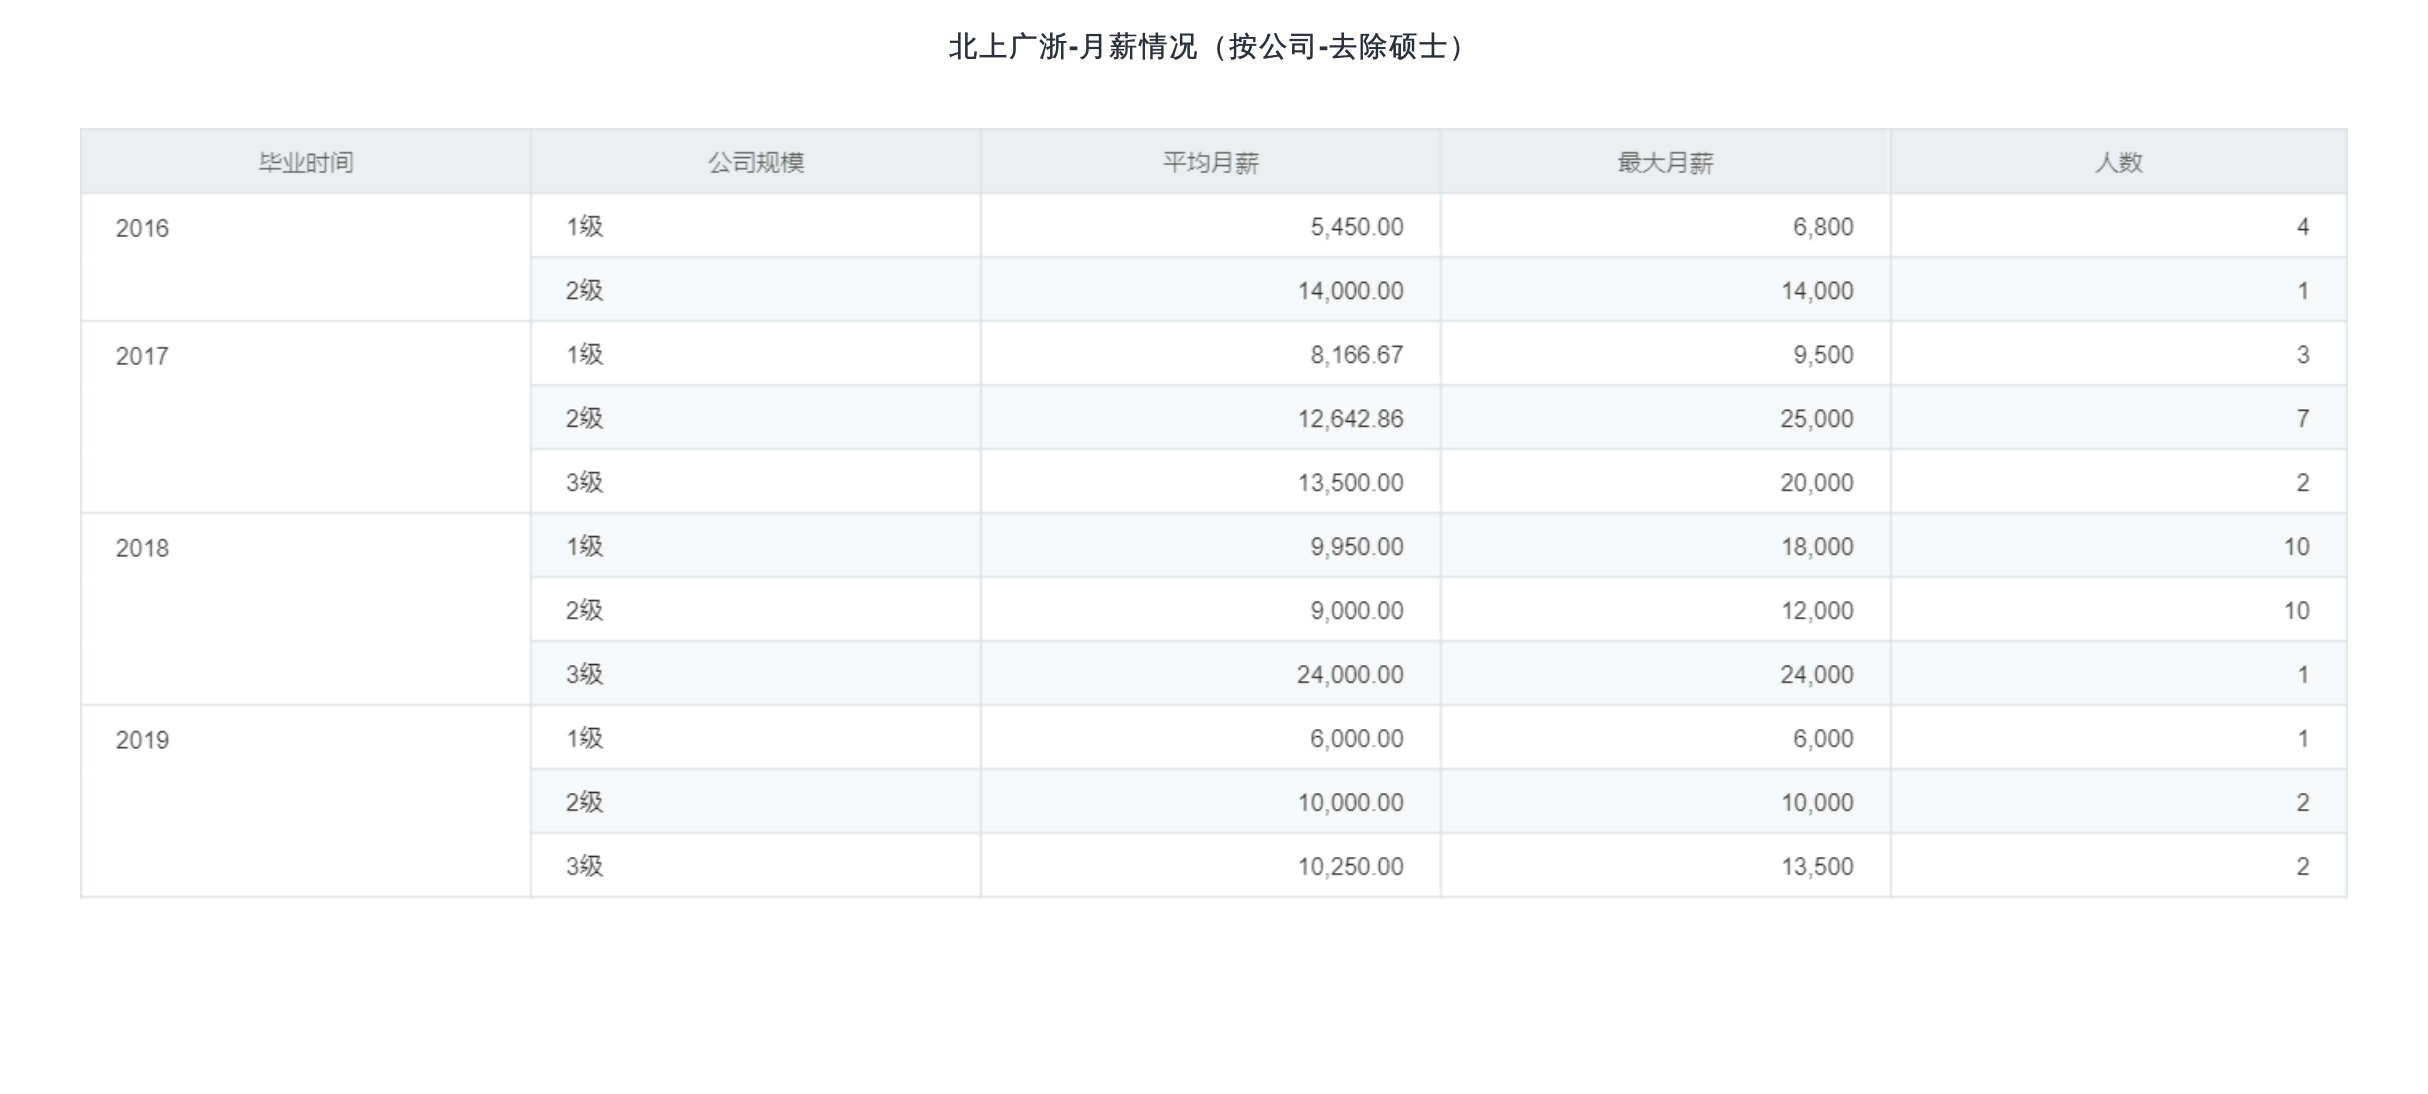 北上广浙-月薪情况（按公司-去除硕士）
毕业时间 公司规模 平均月薪 最大月薪 人数
2016 1级 5,450.00 6,800 4
2级 14,000.00 14,000 1
2017 1级 8,166.67 9,500 3
2级 12,642.86 25,000 7
3级 13,500.00 20,000 2
2018 1级 9,950.00 18,000 10
2级 9,000.00 12,000 10
3级 24,000.00 24,000 1
2019 1级 6,000.00 6,000 1
2级 10,000.00 10,000 2
3级 10,250.00 13,500 2